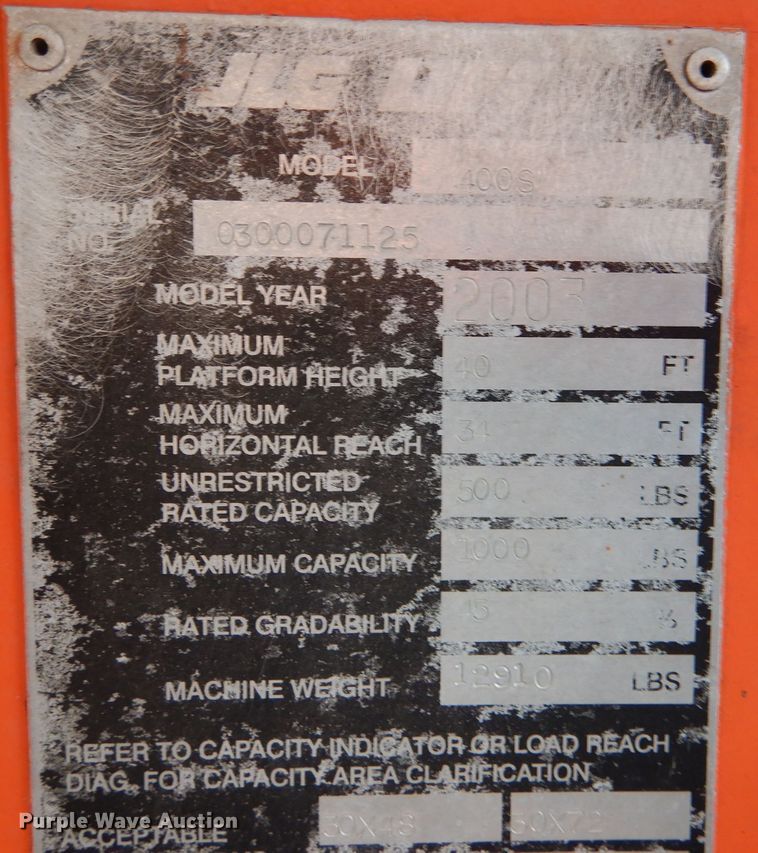 JLG Lift
MODEL 400S
SERIAL
NO. 0300071125
MODEL YEAR 2003
MAXIMUM
PLATFORM HEIGHT 40 FT
MAXIMUM
HORIZONTAL REACH 34 FT
UNRESTRICTED
RATED CAPACITY 500 LBS
MAXIMUM CAPACITY 1000 LBS
RATED GRADABILITY 45 %
MACHINE WEIGHT 12910 LBS
REFER TO CAPACITY INDICATOR OR LOAD REACH
DIAG. FOR CAPACITY AREA CLARIFICATION
ACCEPTABLE 30X48 30X72
Purple Wave Auction